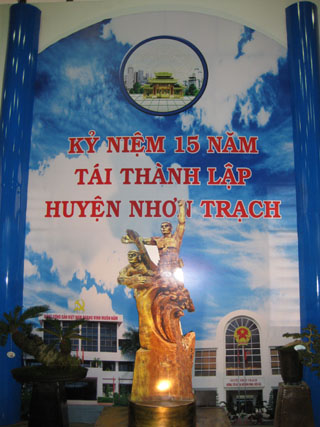 KỶ NIỆM 15 NĂM
TÁI THÀNH LẬP
HUYỆN NHƠN TRẠCH